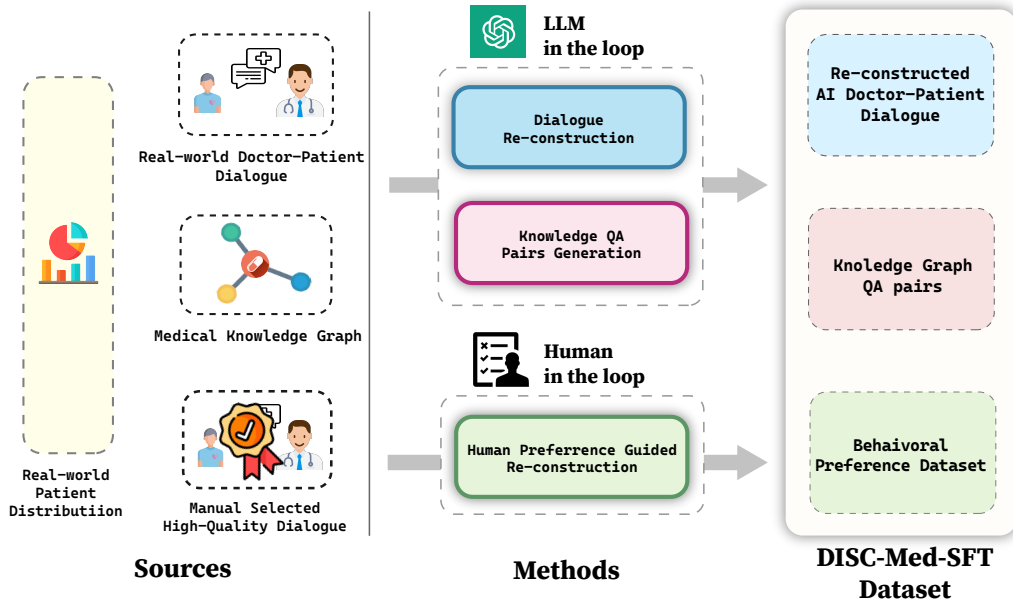 Real-world
Patient
Distributiion
Real-world Doctor-Patient
Dialogue
Medical Knowledge Graph
Manual Selected
High-Quality Dialogue
Sources
LLM
in the loop
Dialogue
Re-construction
Knowledge QA
Pairs Generation
Human
in the loop
Human Preferrence Guided
Re-construction
Methods
Re-constructed
AI Doctor-Patient
Dialogue
Knoledge Graph
QA pairs
Behaivoral
Preference Dataset
DISC-Med-SFT
Dataset